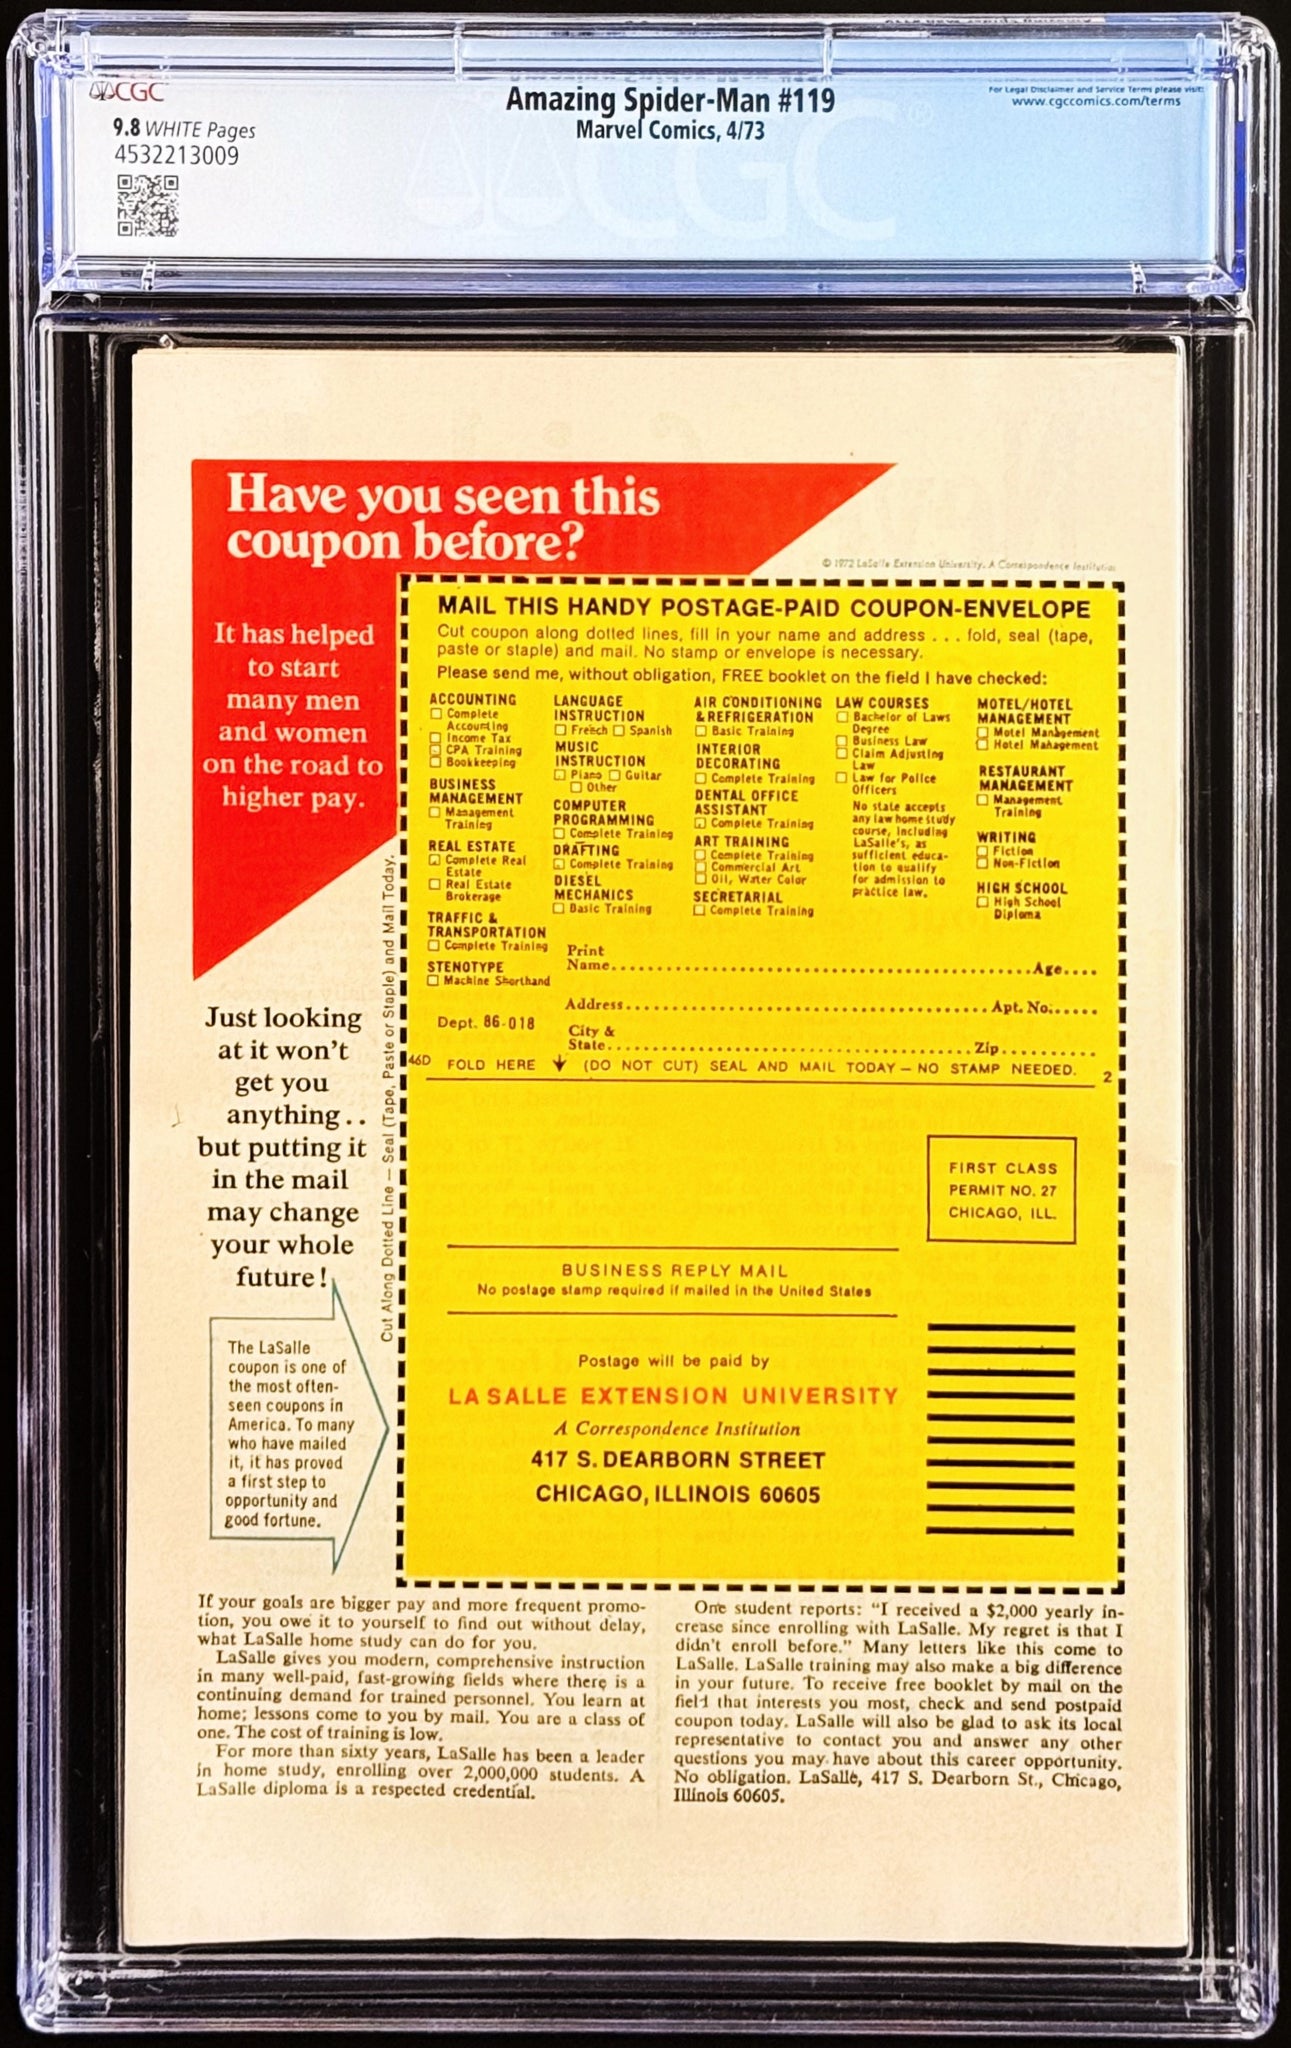 CGC
9.8 WHITE Pages
4532213009
Amazing Spider-Man #119
Marvel Comics, 4/73
For Legal Disclaimer and Service Terms please visit:
www.cgccomics.com/terms
CGC
Have you seen this
coupon before?
It has helped
to start
many men
and women
on the road to
higher pay.
Just looking
at it won't
get you
anything..
but putting it
in the mail
may change
your whole
future!
The LaSalle
coupon is one of
the most often-
seen coupons in
America. To many
who have mailed
it, it has proved
a first step to
opportunity and
good fortune.
© 1972 LaSalle Extension University, A Correspondence Institution
Cut Along Dotted Line — Seal (Tape, Paste or Staple) and Mail Today.
MAIL THIS HANDY POSTAGE-PAID COUPON-ENVELOPE
Cut coupon along dotted lines, fill in your name and address . . . fold, seal (tape,
paste or staple) and mail. No stamp or envelope is necessary.
Please send me, without obligation, FREE booklet on the field I have checked:
ACCOUNTING
Complete
Accounting
Income Tax
CPA Training
Bookkeeping
BUSINESS
MANAGEMENT
Management
Training
REAL ESTATE
Complete Real
Estate
Real Estate
Brokerage
TRAFFIC &
TRANSPORTATION
Complete Training
STENOTYPE
Machine Shorthand
LANGUAGE
INSTRUCTION
French Spanish
MUSIC
INSTRUCTION
Piano Guitar
Other
COMPUTER
PROGRAMMING
Complete Training
DRAFTING
Complete Training
DIESEL
MECHANICS
Basic Training
AIR CONDITIONING
& REFRIGERATION
Basic Training
INTERIOR
DECORATING
Complete Training
DENTAL OFFICE
ASSISTANT
Complete Training
ART TRAINING
Complete Training
Commercial Art
Oil, Water Color
SECRETARIAL
Complete Training
LAW COURSES
Bachelor of Laws
Degree
Business Law
Claim Adjusting
Law
Law for Police
Officers
No state accepts
any law home study
course, including
LaSalle's, as
sufficient educa-
tion to qualify
for admission to
practice law.
MOTEL/HOTEL
MANAGEMENT
Motel Management
Hotel Management
RESTAURANT
MANAGEMENT
Management
Training
WRITING
Fiction
Non-Fiction
HIGH SCHOOL
High School
Diploma
Print
Name Age
Address Apt. No.
Dept. 86-018
City &
State Zip
46D FOLD HERE (DO NOT CUT) SEAL AND MAIL TODAY — NO STAMP NEEDED. 2
FIRST CLASS
PERMIT NO. 27
CHICAGO, ILL.
BUSINESS REPLY MAIL
No postage stamp required if mailed in the United States
Postage will be paid by
LA SALLE EXTENSION UNIVERSITY
A Correspondence Institution
417 S. DEARBORN STREET
CHICAGO, ILLINOIS 60605
If your goals are bigger pay and more frequent promo-
tion, you owe it to yourself to find out without delay,
what LaSalle home study can do for you.
LaSalle gives you modern, comprehensive instruction
in many well-paid, fast-growing fields where there is a
continuing demand for trained personnel. You learn at
home; lessons come to you by mail. You are a class of
one. The cost of training is low.
For more than sixty years, LaSalle has been a leader
in home study, enrolling over 2,000,000 students. A
LaSalle diploma is a respected credential.
One student reports: "I received a $2,000 yearly in-
crease since enrolling with LaSalle. My regret is that I
didn't enroll before." Many letters like this come to
LaSalle. LaSalle training may also make a big difference
in your future. To receive free booklet by mail on the
field that interests you most, check and send postpaid
coupon today. LaSalle will also be glad to ask its local
representative to contact you and answer any other
questions you may have about this career opportunity.
No obligation. LaSalle, 417 S. Dearborn St., Chicago,
Illinois 60605.